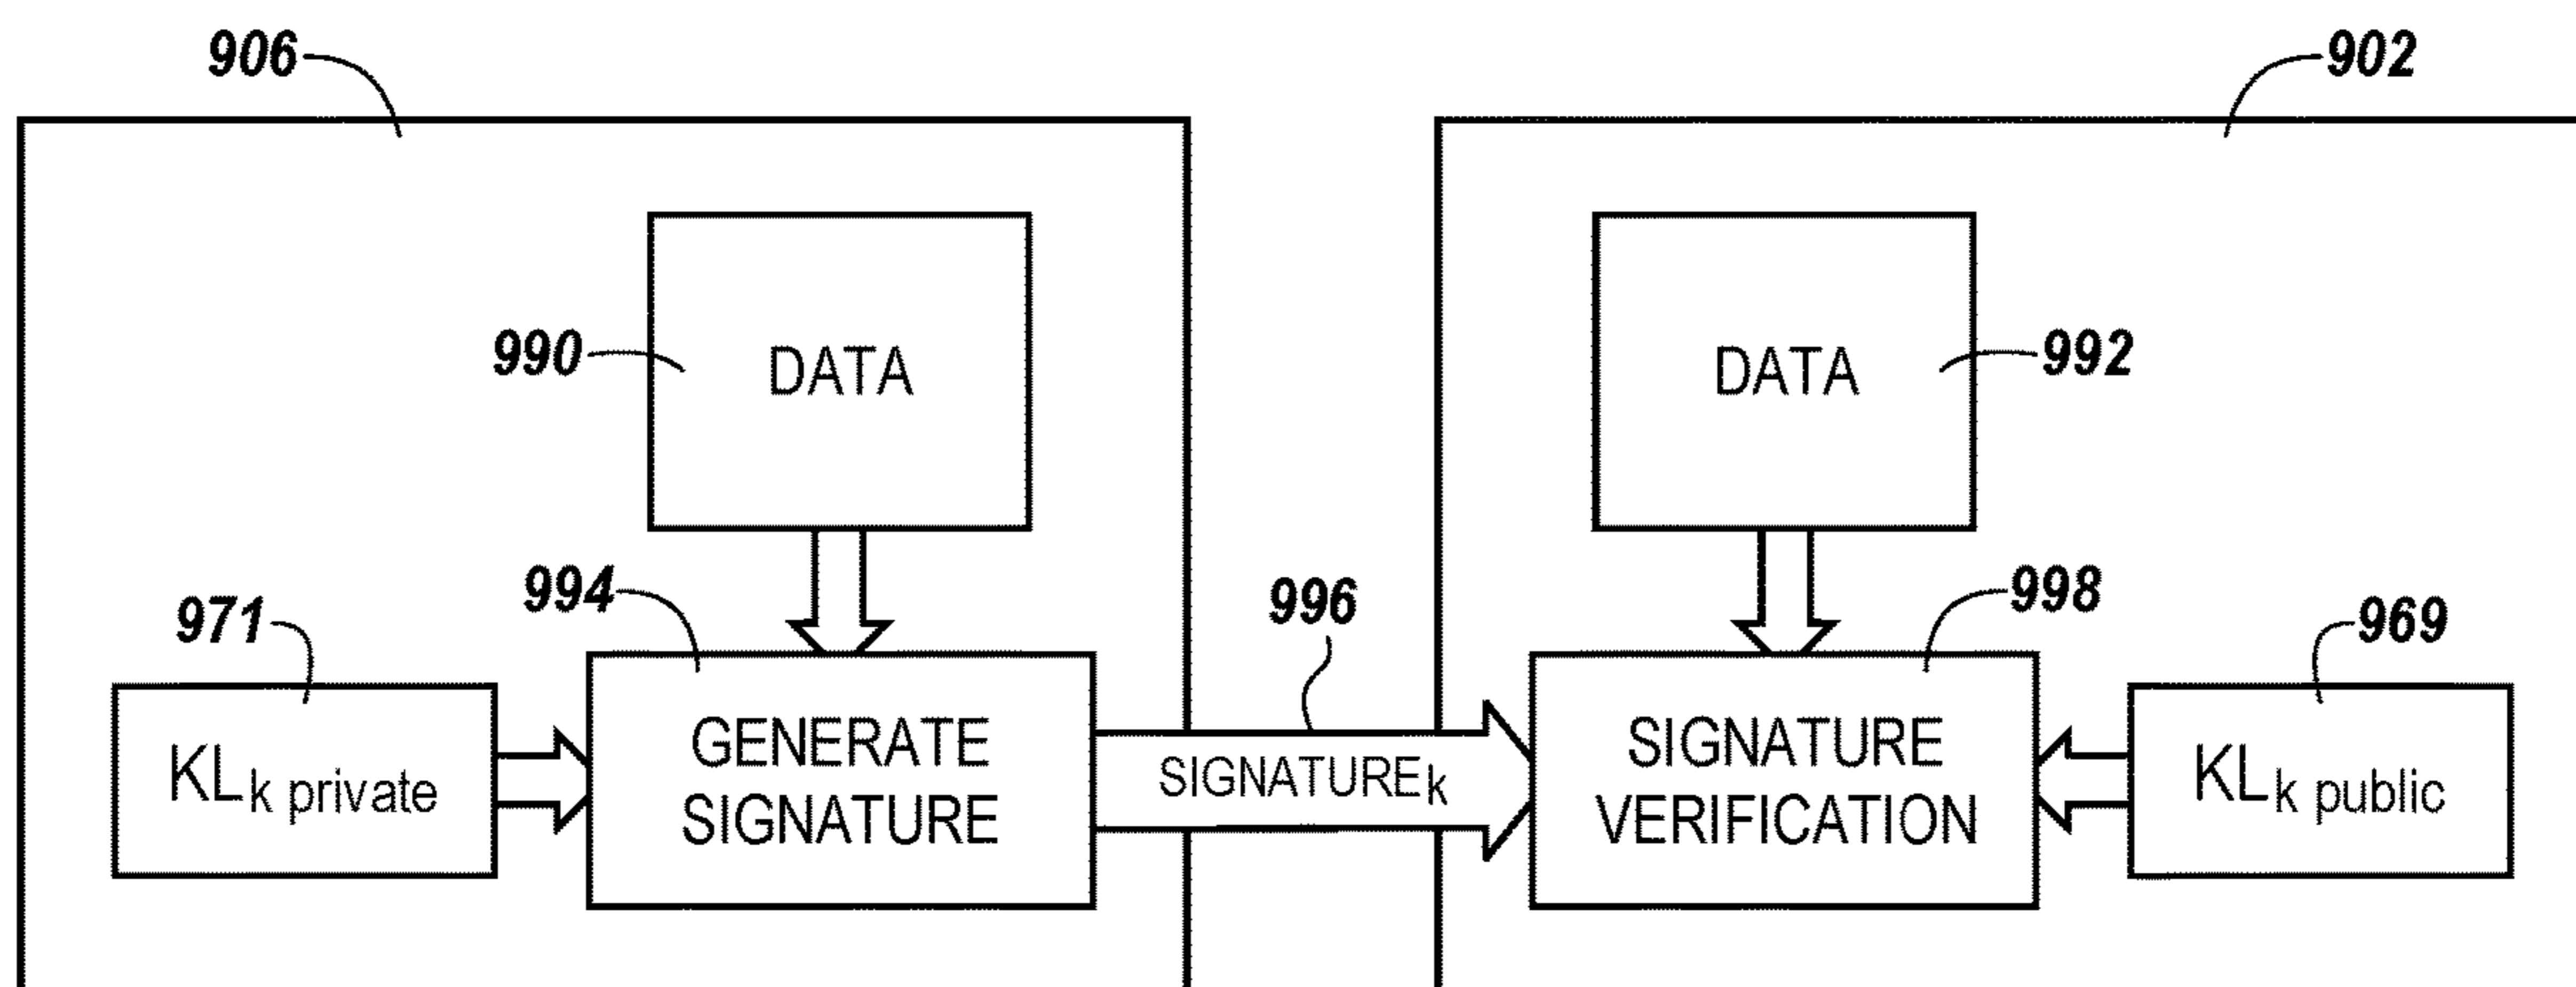 906
902
DATA
990
DATA
992
994
998
971
996
969
KLk private
GENERATE
SIGNATURE
SIGNATUREk
SIGNATURE
VERIFICATION
KLk public